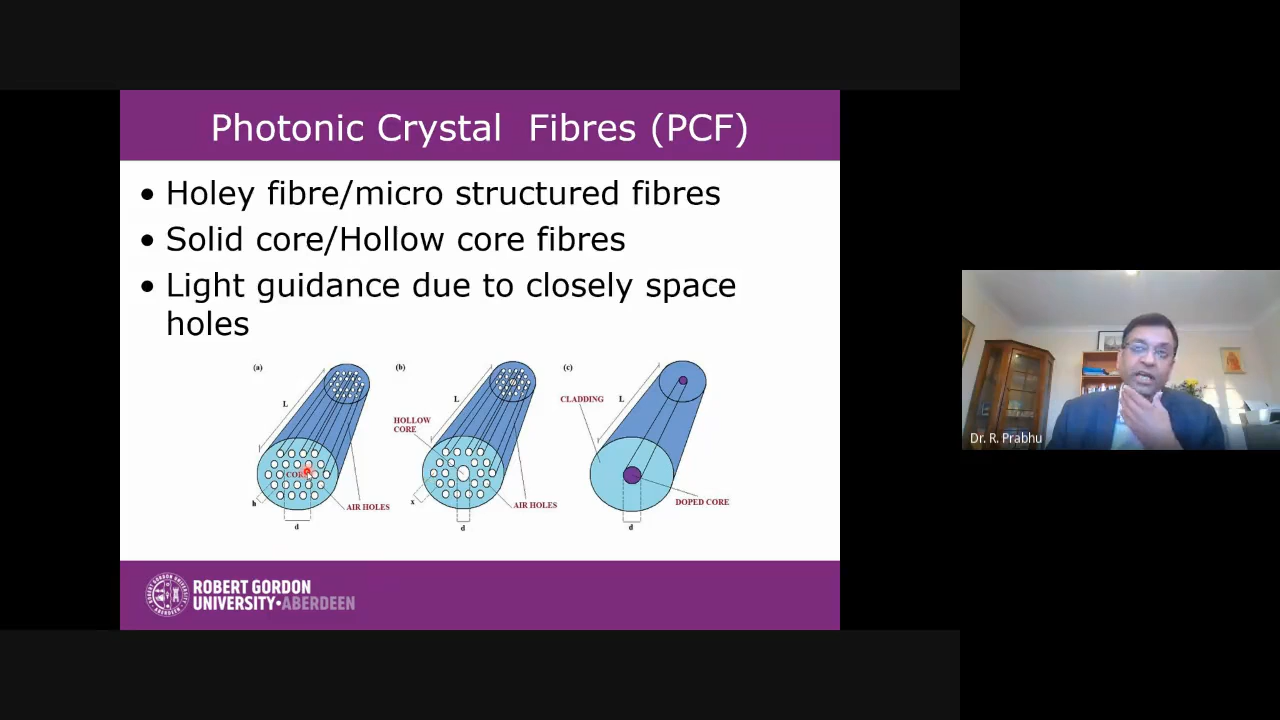 Photonic Crystal Fibres (PCF)
• Holey fibre/micro structured fibres
• Solid core/Hollow core fibres
• Light guidance due to closely space
holes
(a)
L
CORE
h
d
AIR HOLES
(b)
L
HOLLOW
CORE
x
d
AIR HOLES
(c)
CLADDING
L
DOPED CORE
d
ROBERT GORDON
UNIVERSITY•ABERDEEN
Dr. R. Prabhu